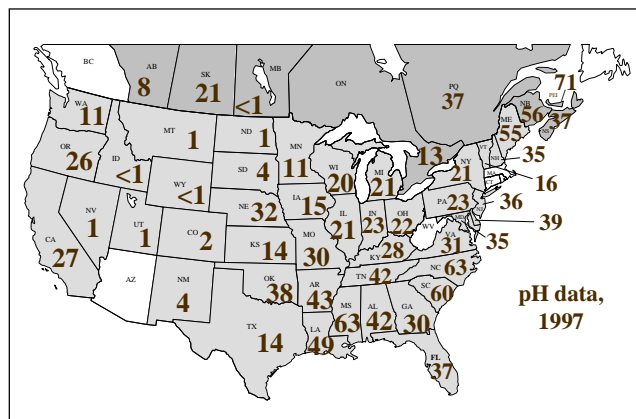 BC
AB
8
SK
21
MB
<1
ON
PQ
37
71
PEI
NB
56
NS
37
ME
55
WA
11
MT
1
ND
1
MN
11
13
VT
NH
35
OR
26
ID
<1
WY
<1
SD
4
WI
20
MI
21
NY
21
MA
CT
16
NE
32
IA
15
IL
21
IN
23
OH
22
PA
23
NJ
36
NV
1
UT
1
CO
2
KS
14
MO
30
KY
28
WV
VA
31
MD
39
35
CA
27
AZ
NM
4
OK
38
AR
43
TN
42
NC
63
SC
60
TX
14
LA
49
MS
63
AL
42
GA
30
FL
37
pH data,
1997